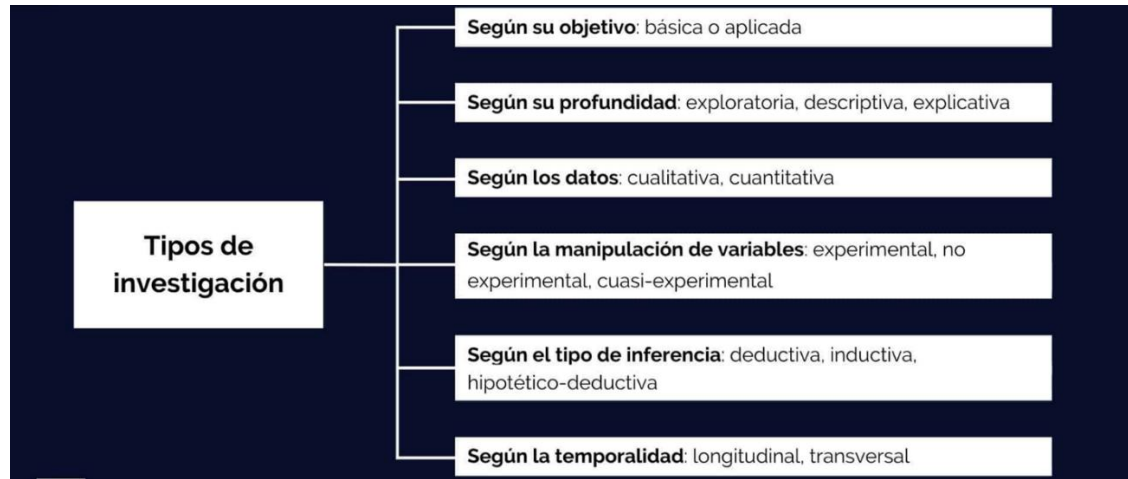 Según su objetivo: básica o aplicada
Según su profundidad: exploratoria, descriptiva, explicativa
Según los datos: cualitativa, cuantitativa
Tipos de
investigación
Según la manipulación de variables: experimental, no
experimental, cuasi-experimental
Según el tipo de inferencia: deductiva, inductiva,
hipotético-deductiva
Según la temporalidad: longitudinal, transversal